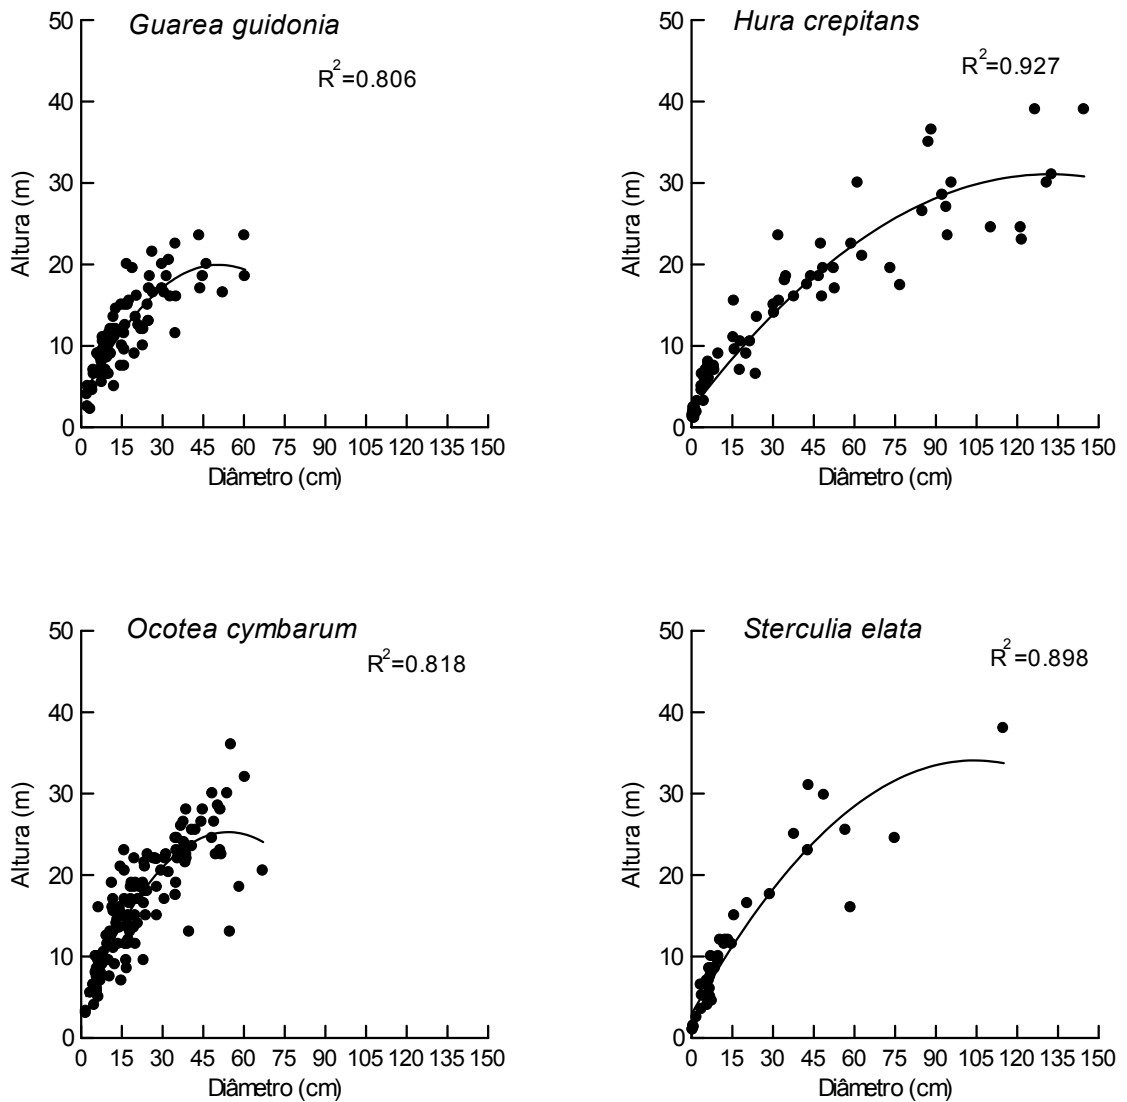 Guarea guidonia
R²=0.806
Altura (m)
50
40
30
20
10
0
0 15 30 45 60 75 90 105 120 135 150
Diâmetro (cm)
Hura crepitans
R²=0.927
Altura (m)
50
40
30
20
10
0
0 15 30 45 60 75 90 105 120 135 150
Diâmetro (cm)
Ocotea cymbarum
R²=0.818
Altura (m)
50
40
30
20
10
0
0 15 30 45 60 75 90 105 120 135 150
Diâmetro (cm)
Sterculia elata
R²=0.898
Altura (m)
50
40
30
20
10
0
0 15 30 45 60 75 90 105 120 135 150
Diâmetro (cm)